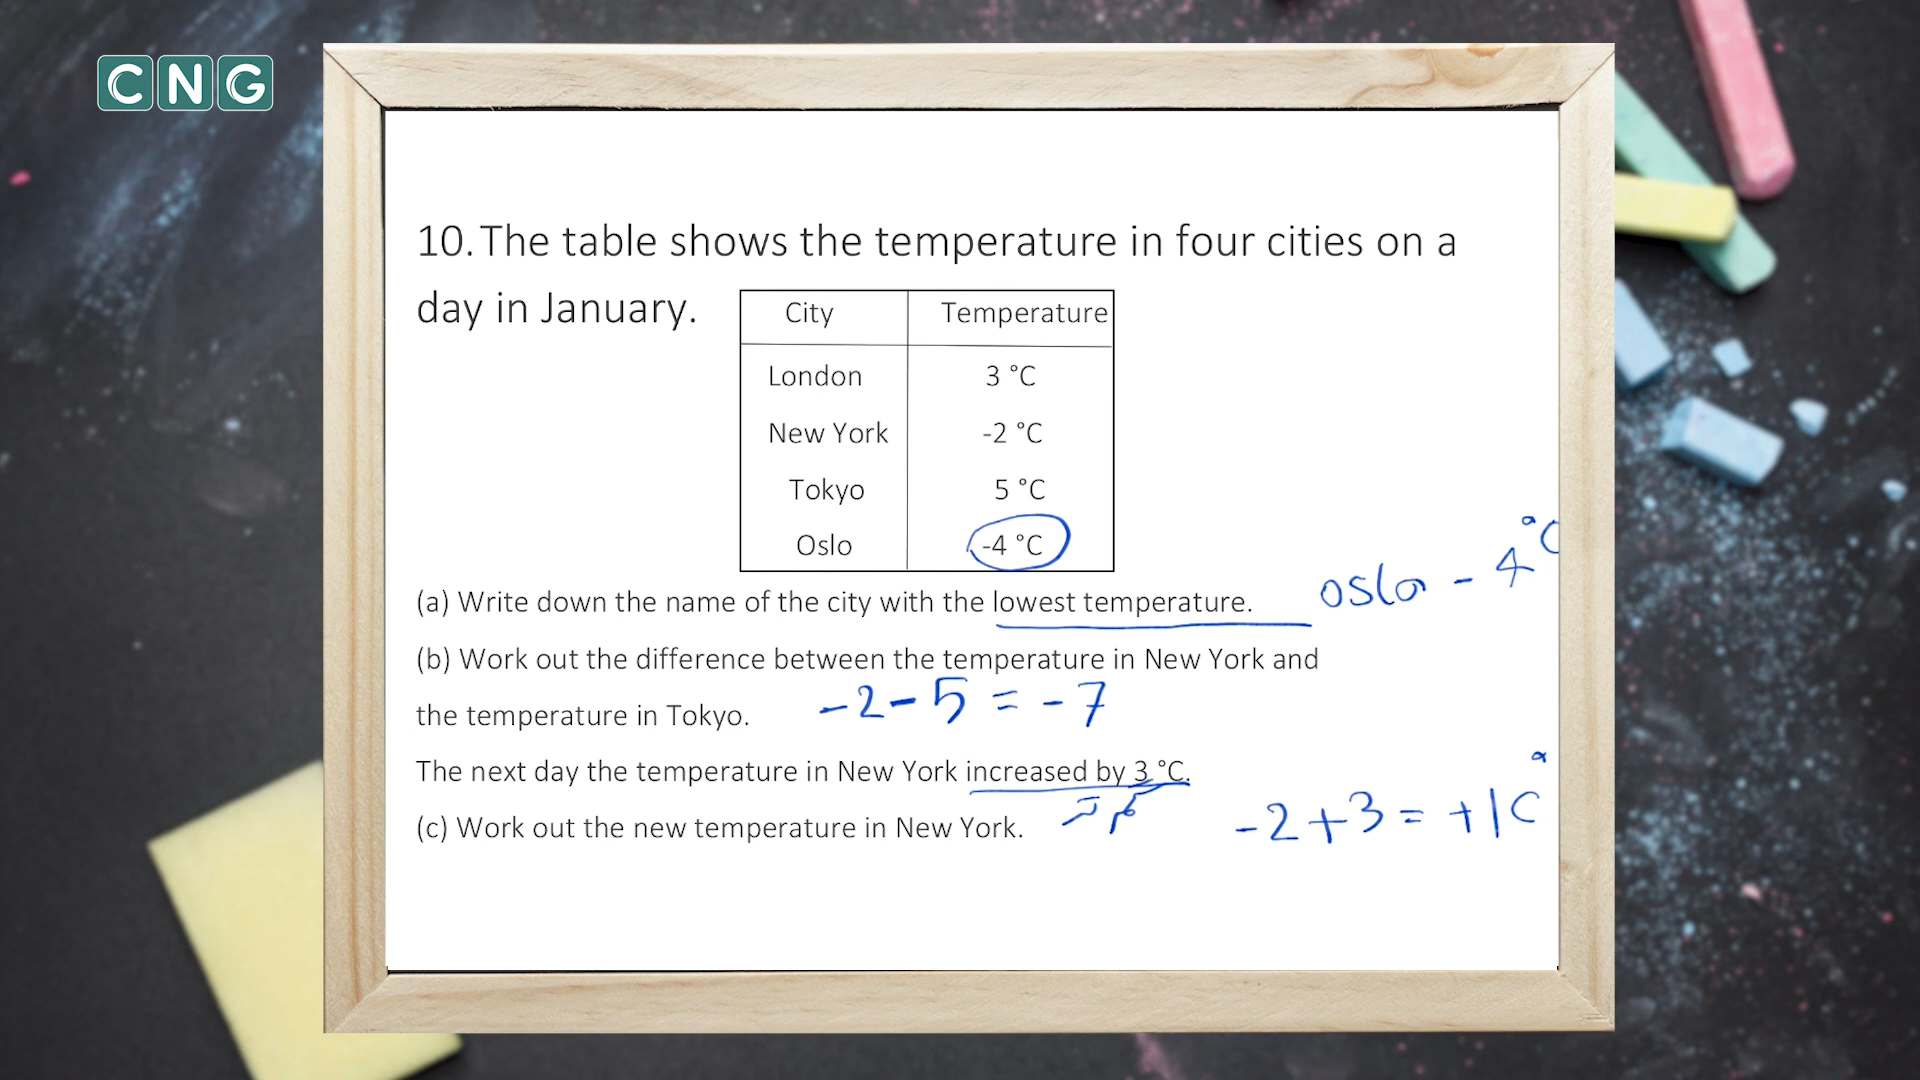 CNG
10. The table shows the temperature in four cities on a
day in January.
City Temperature
London 3 °C
New York -2 °C
Tokyo 5 °C
Oslo -4 °C
(a) Write down the name of the city with the lowest temperature. oslo - 4°C
(b) Work out the difference between the temperature in New York and
the temperature in Tokyo. -2-5 = -7
The next day the temperature in New York increased by 3 °C.
(c) Work out the new temperature in New York. -2+3= +1°C